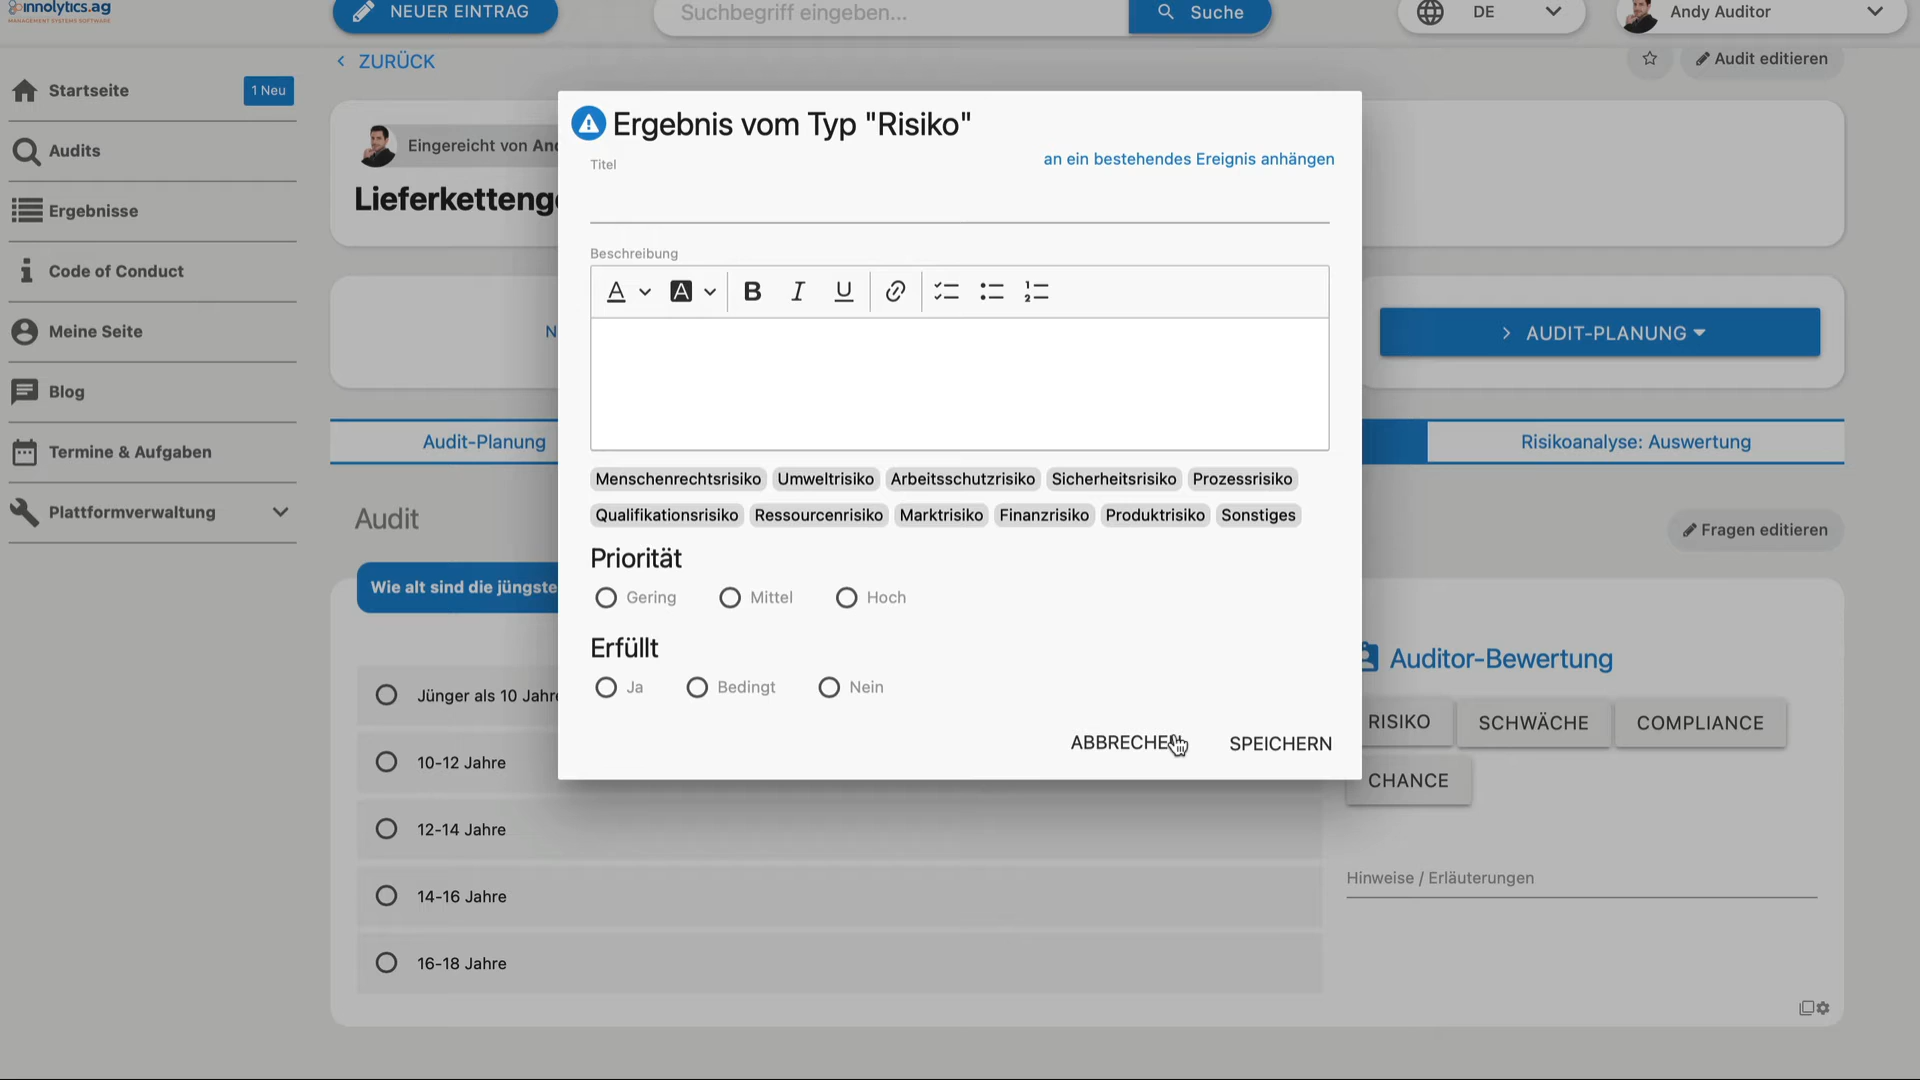 innolytics.ag
MANAGEMENT SYSTEMS SOFTWARE
NEUER EINTRAG
Suchbegriff eingeben...
Suche
DE
Andy Auditor
Startseite
1 Neu
Audits
Ergebnisse
Code of Conduct
Meine Seite
Blog
Termine & Aufgaben
Plattformverwaltung
< ZURÜCK
Audit editieren
Eingereicht von
Lieferketteng
AUDIT-PLANUNG
Audit-Planung
Risikoanalyse: Auswertung
Audit
Fragen editieren
Wie alt sind die jüngste
Jünger als 10 Jahre
10-12 Jahre
12-14 Jahre
14-16 Jahre
16-18 Jahre
Ergebnis vom Typ "Risiko"
Titel
an ein bestehendes Ereignis anhängen
Beschreibung
A A B I U
Menschenrechtsrisiko Umweltrisiko Arbeitsschutzrisiko Sicherheitsrisiko Prozessrisiko
Qualifikationsrisiko Ressourcenrisiko Marktrisiko Finanzrisiko Produktrisiko Sonstiges
Priorität
Gering Mittel Hoch
Erfüllt
Ja Bedingt Nein
ABBRECHEN SPEICHERN
Auditor-Bewertung
RISIKO SCHWÄCHE COMPLIANCE
CHANCE
Hinweise / Erläuterungen